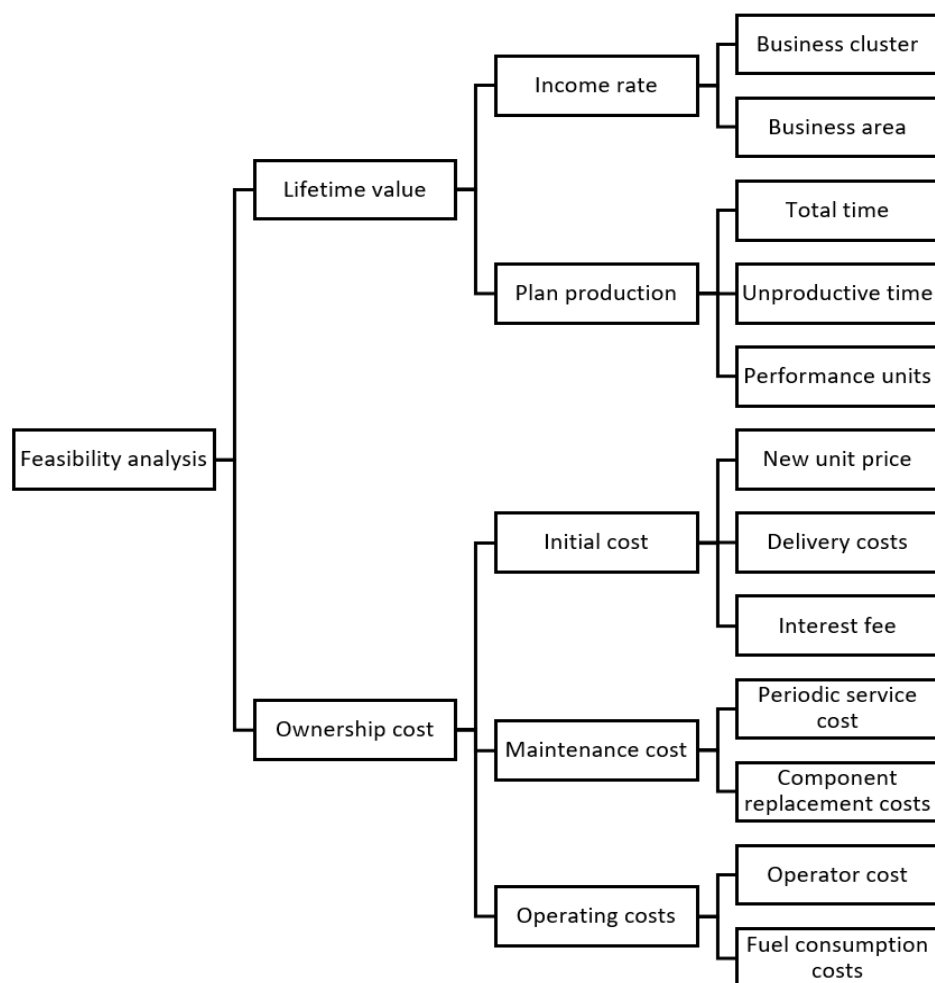 Business cluster
Income rate
Business area
Lifetime value
Total time
Plan production
Unproductive time
Performance units
Feasibility analysis
New unit price
Initial cost
Delivery costs
Interest fee
Periodic service
cost
Ownership cost
Maintenance cost
Component
replacement costs
Operator cost
Operating costs
Fuel consumption
costs